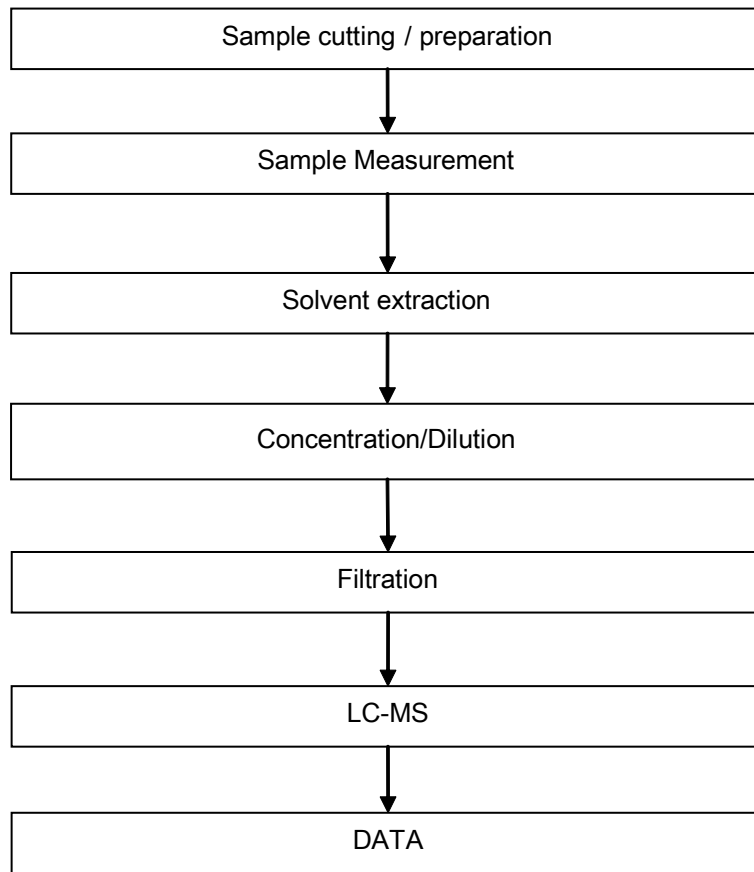 Sample cutting / preparation
Sample Measurement
Solvent extraction
Concentration/Dilution
Filtration
LC-MS
DATA